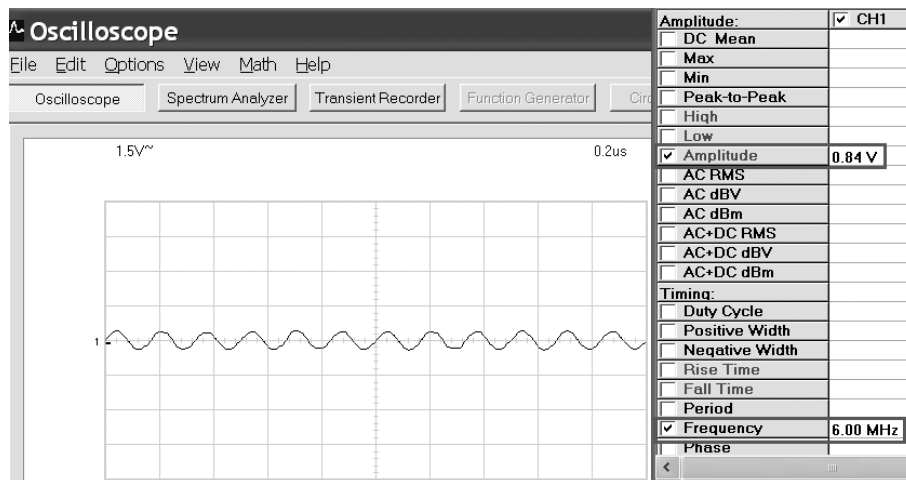 Oscilloscope
File Edit Options View Math Help
Oscilloscope Spectrum Analyzer Transient Recorder Function Generator
1.5V~ 0.2us
1
Amplitude: CH1
DC Mean
Max
Min
Peak-to-Peak
High
Low
Amplitude 0.84 V
AC RMS
AC dBV
AC dBm
AC+DC RMS
AC+DC dBV
AC+DC dBm
Timing:
Duty Cycle
Positive Width
Negative Width
Rise Time
Fall Time
Period
Frequency 6.00 MHz
Phase